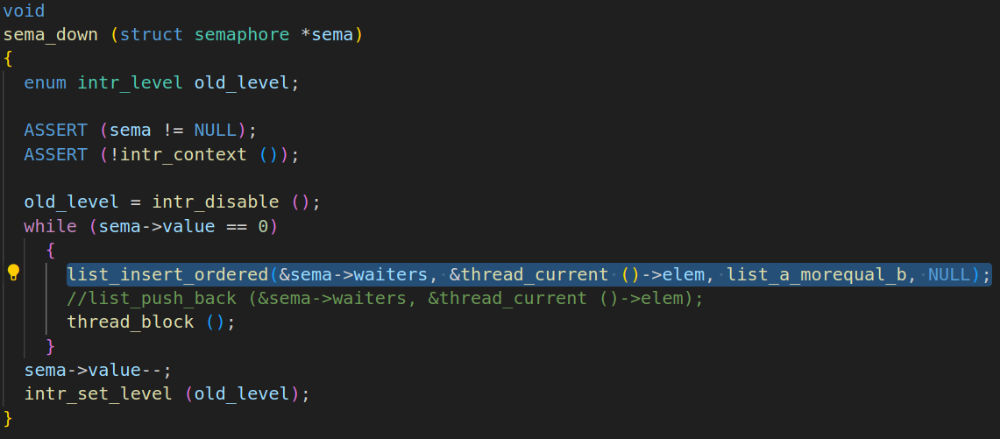 void
sema_down (struct semaphore *sema)
{
  enum intr_level old_level;

  ASSERT (sema != NULL);
  ASSERT (!intr_context ());

  old_level = intr_disable ();
  while (sema->value == 0)
    {
      list_insert_ordered(&sema->waiters, &thread_current ()->elem, list_a_morequal_b, NULL);
      //list_push_back (&sema->waiters, &thread_current ()->elem);
      thread_block ();
    }
  sema->value--;
  intr_set_level (old_level);
}